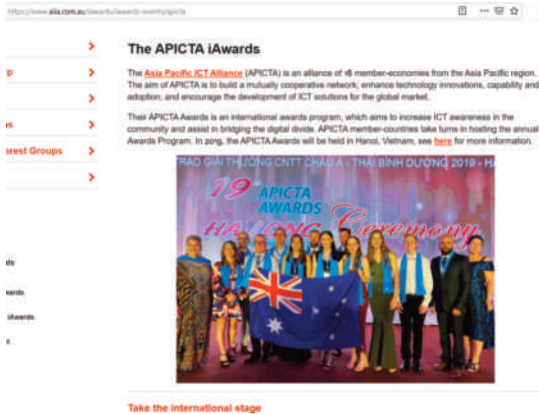 https://www.aiia.com.au/iawards/awards-events/apicta
The APICTA iAwards
The Asia Pacific ICT Alliance (APICTA) is an alliance of 16 member-economies from the Asia Pacific region.
The aim of APICTA is to build a mutually cooperative network; enhance technology innovations, capability and
adoption; and encourage the development of ICT solutions for the global market.
Their APICTA Awards is an international awards program, which aims to increase ICT awareness in the
community and assist in bridging the digital divide. APICTA member-countries take turns in hosting the annual
Awards Program. In 2019, the APICTA Awards will be held in Hanoi, Vietnam, see here for more information.
erest Groups
TRAO GIẢI THƯỞNG CNTT CHÂU Á - THÁI BÌNH DƯƠNG 2019 - HẠ
19
APICTA
AWARDS
HA LONG Ceremony
wards
iAwards
Take the international stage